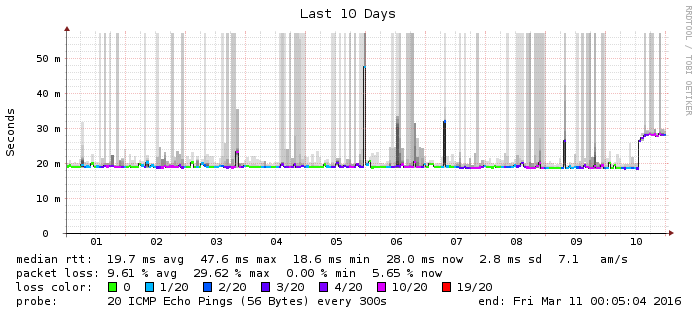 Last 10 Days
RRDTOOL / TOBI OETIKER
Seconds
50 m
40 m
30 m
20 m
10 m
0
01 02 03 04 05 06 07 08 09 10
median rtt: 19.7 ms avg 47.6 ms max 18.6 ms min 28.0 ms now 2.8 ms sd 7.1 am/s
packet loss: 9.61 % avg 29.62 % max 0.00 % min 5.65 % now
loss color: 0 1/20 2/20 3/20 4/20 10/20 19/20
probe: 20 ICMP Echo Pings (56 Bytes) every 300s end: Fri Mar 11 00:05:04 2016